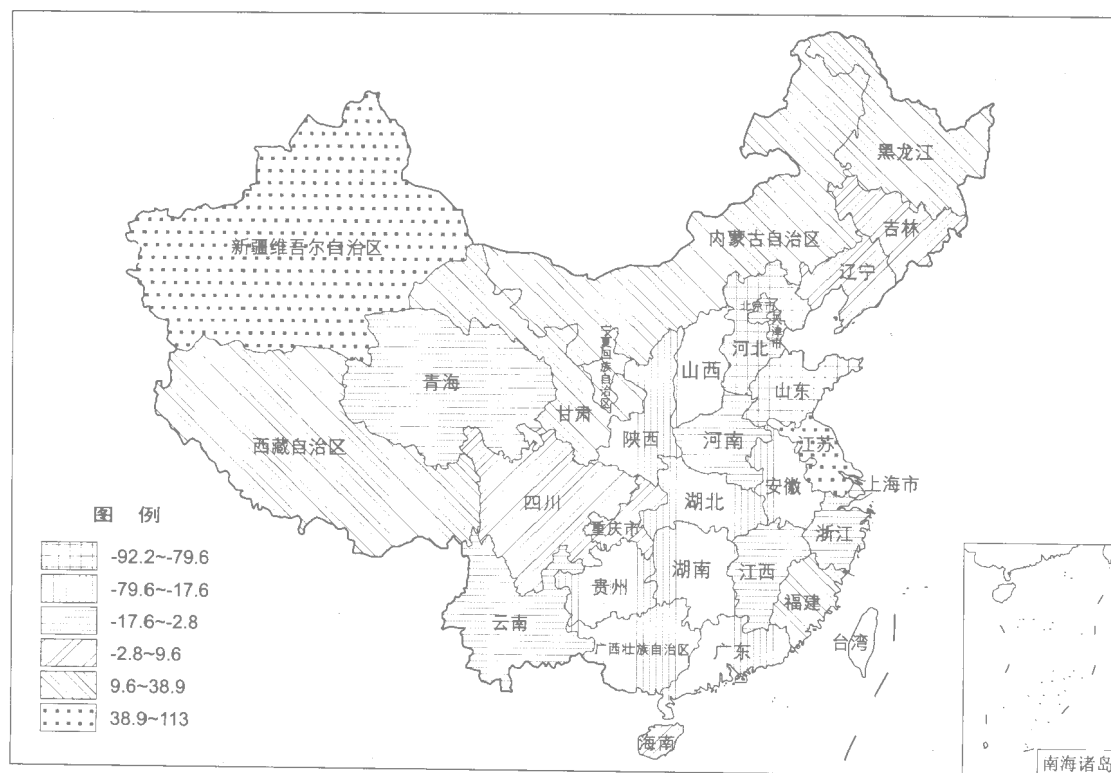 黑龙江
吉林
内蒙古自治区
辽宁
新疆维吾尔自治区
北京市
天津市
河北
宁夏回族自治区
山西
青海
山东
甘肃
陕西
河南
江苏
西藏自治区
安徽
上海市
四川
湖北
重庆市
浙江
湖南
江西
贵州
福建
云南
广西壮族自治区
广东
台湾
海南
图 例
-92.2~-79.6
-79.6~-17.6
-17.6~-2.8
-2.8~9.6
9.6~38.9
38.9~113
南海诸岛